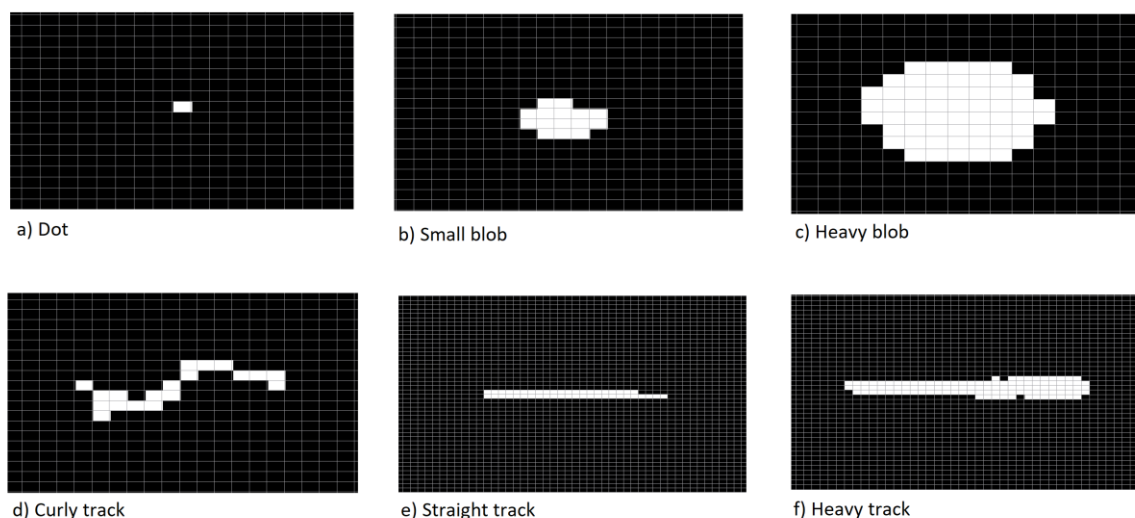 a) Dot
b) Small blob
c) Heavy blob
d) Curly track
e) Straight track
f) Heavy track